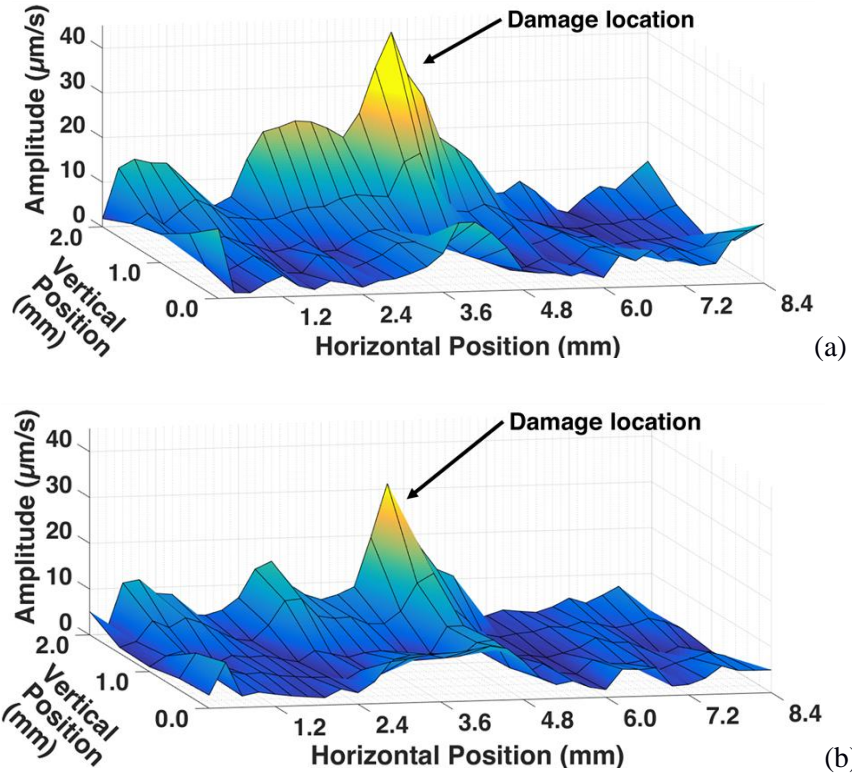 Damage location
Amplitude (μm/s)
40
30
20
10
0
2.0
1.0
0.0
Vertical
Position
(mm)
1.2
2.4
3.6
4.8
6.0
7.2
8.4
Horizontal Position (mm)
(a)
Damage location
Amplitude (μm/s)
40
30
20
10
0
2.0
1.0
0.0
Vertical
Position
(mm)
1.2
2.4
3.6
4.8
6.0
7.2
8.4
Horizontal Position (mm)
(b)